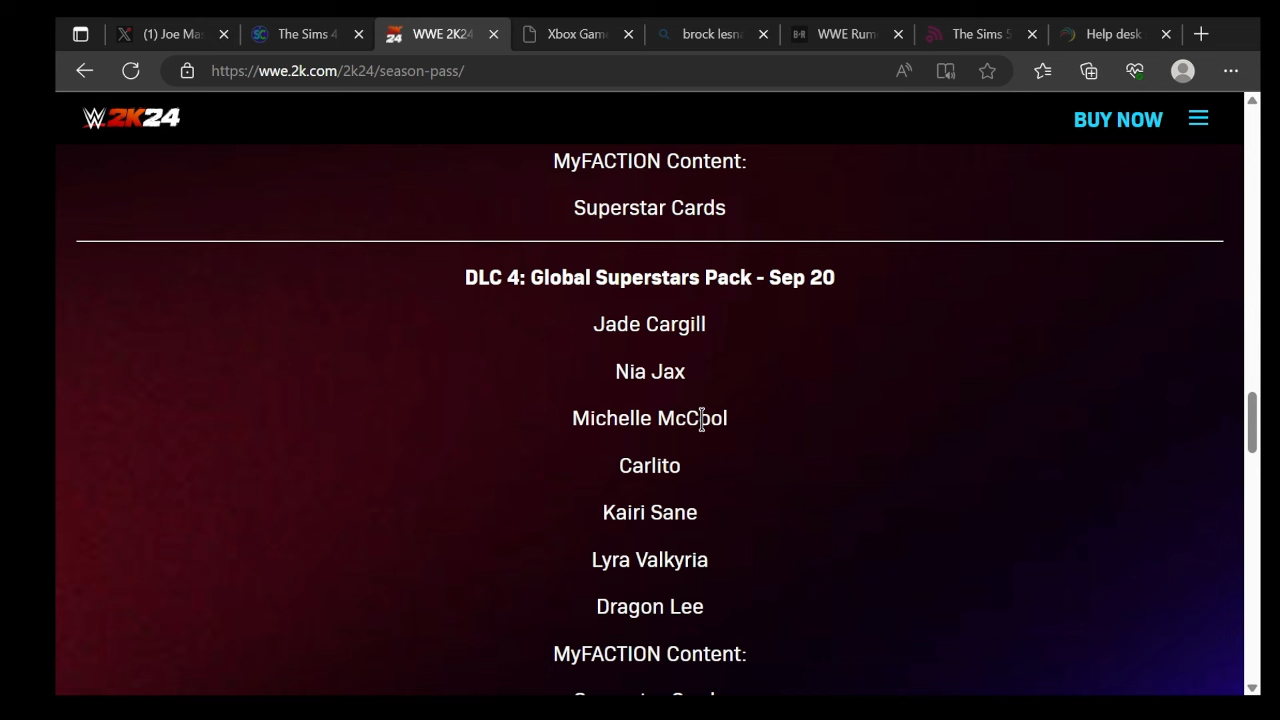 (1) Joe Mas
The Sims 4
WWE 2K24
Xbox Gam
brock lesna
B/R WWE Rum
The Sims 5
Help desk
https://wwe.2k.com/2k24/season-pass/
W 2K24
BUY NOW
MyFACTION Content:
Superstar Cards
DLC 4: Global Superstars Pack - Sep 20
Jade Cargill
Nia Jax
Michelle McCool
Carlito
Kairi Sane
Lyra Valkyria
Dragon Lee
MyFACTION Content: